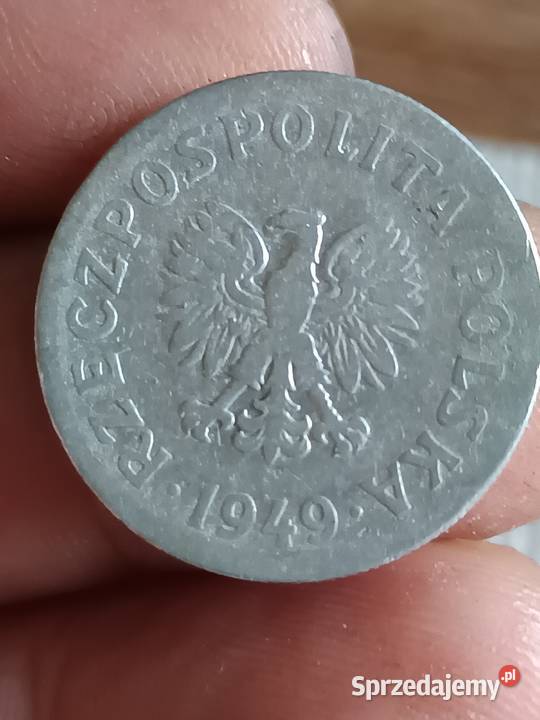 RZECZPOSPOLITA POLSKA
· 1949 ·
Sprzedajemy.pl